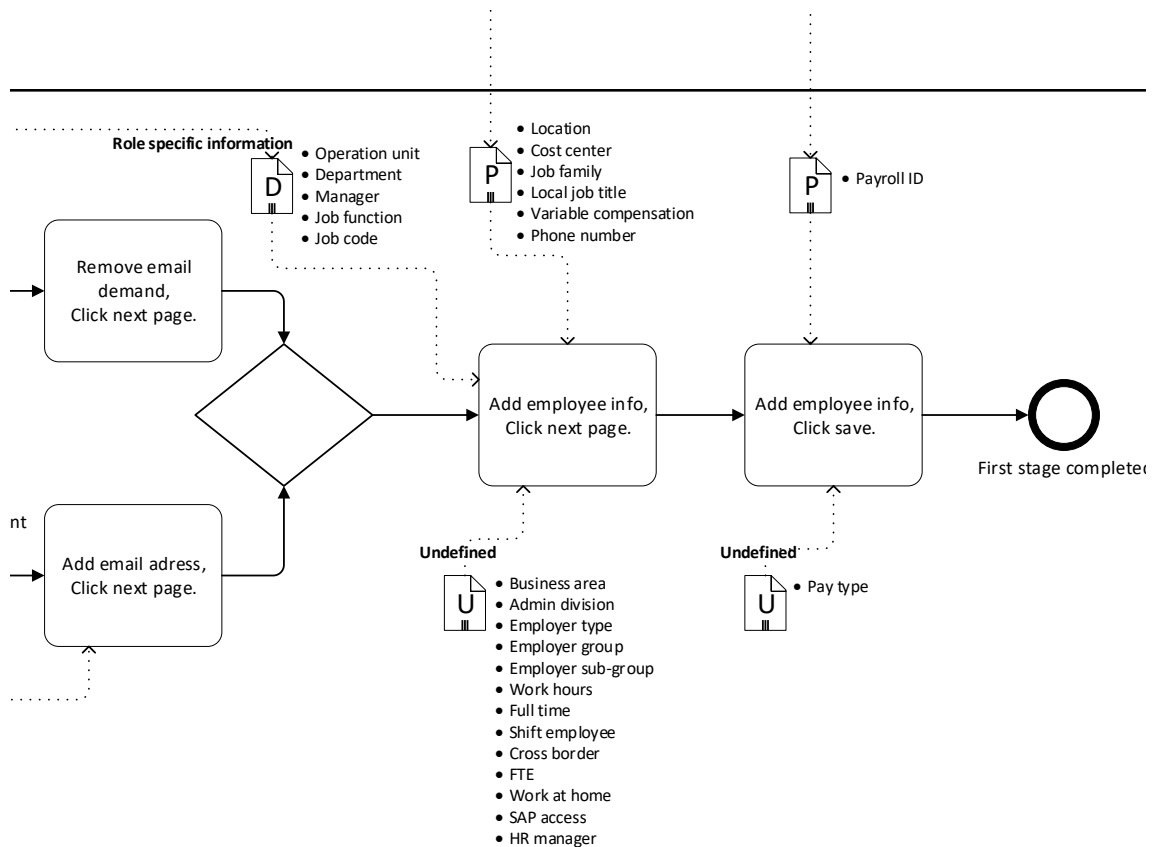 Role specific information
D
• Operation unit
• Department
• Manager
• Job function
• Job code
P
• Location
• Cost center
• Job family
• Local job title
• Variable compensation
• Phone number
P
• Payroll ID
Remove email
demand,
Click next page.
Add employee info,
Click next page.
Add employee info,
Click save.
First stage completed
nt
Add email adress,
Click next page.
Undefined
U
• Business area
• Admin division
• Employer type
• Employer group
• Employer sub-group
• Work hours
• Full time
• Shift employee
• Cross border
• FTE
• Work at home
• SAP access
• HR manager
Undefined
U
• Pay type